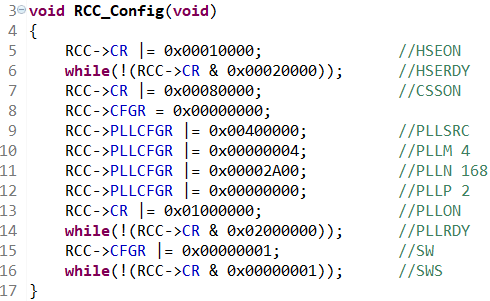 3 void RCC_Config(void)
4 {
5 RCC->CR |= 0x00010000; //HSEON
6 while(!(RCC->CR & 0x00020000)); //HSERDY
7 RCC->CR |= 0x00080000; //CSSON
8 RCC->CFGR = 0x00000000;
9 RCC->PLLCFGR |= 0x00400000; //PLLSRC
10 RCC->PLLCFGR |= 0x00000004; //PLLM 4
11 RCC->PLLCFGR |= 0x00002A00; //PLLN 168
12 RCC->PLLCFGR |= 0x00000000; //PLLP 2
13 RCC->CR |= 0x01000000; //PLLON
14 while(!(RCC->CR & 0x02000000)); //PLLRDY
15 RCC->CFGR |= 0x00000001; //SW
16 while(!(RCC->CR & 0x00000001)); //SWS
17 }